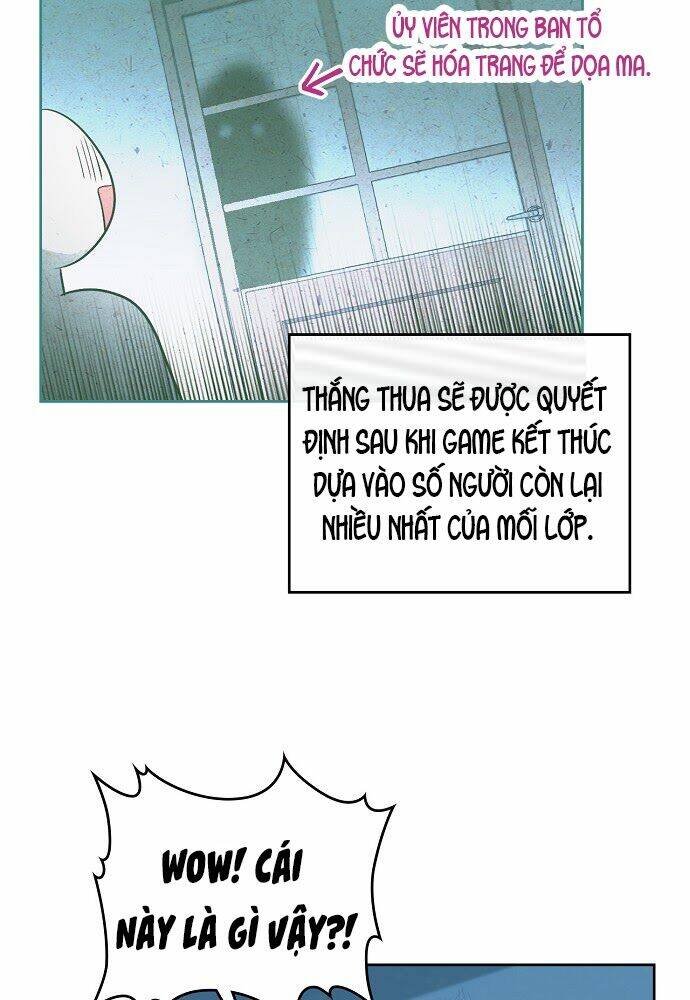 ỦY VIÊN TRONG BAN TỔ
CHỨC SẼ HÓA TRANG ĐỂ DỌA MA.
THẮNG THUA SẼ ĐƯỢC QUYẾT
ĐỊNH SAU KHI GAME KẾT THÚC
DỰA VÀO SỐ NGƯỜI CÒN LẠI
NHIỀU NHẤT CỦA MỖI LỚP.
WOW! CÁI
NÀY LÀ GÌ VẬY?!